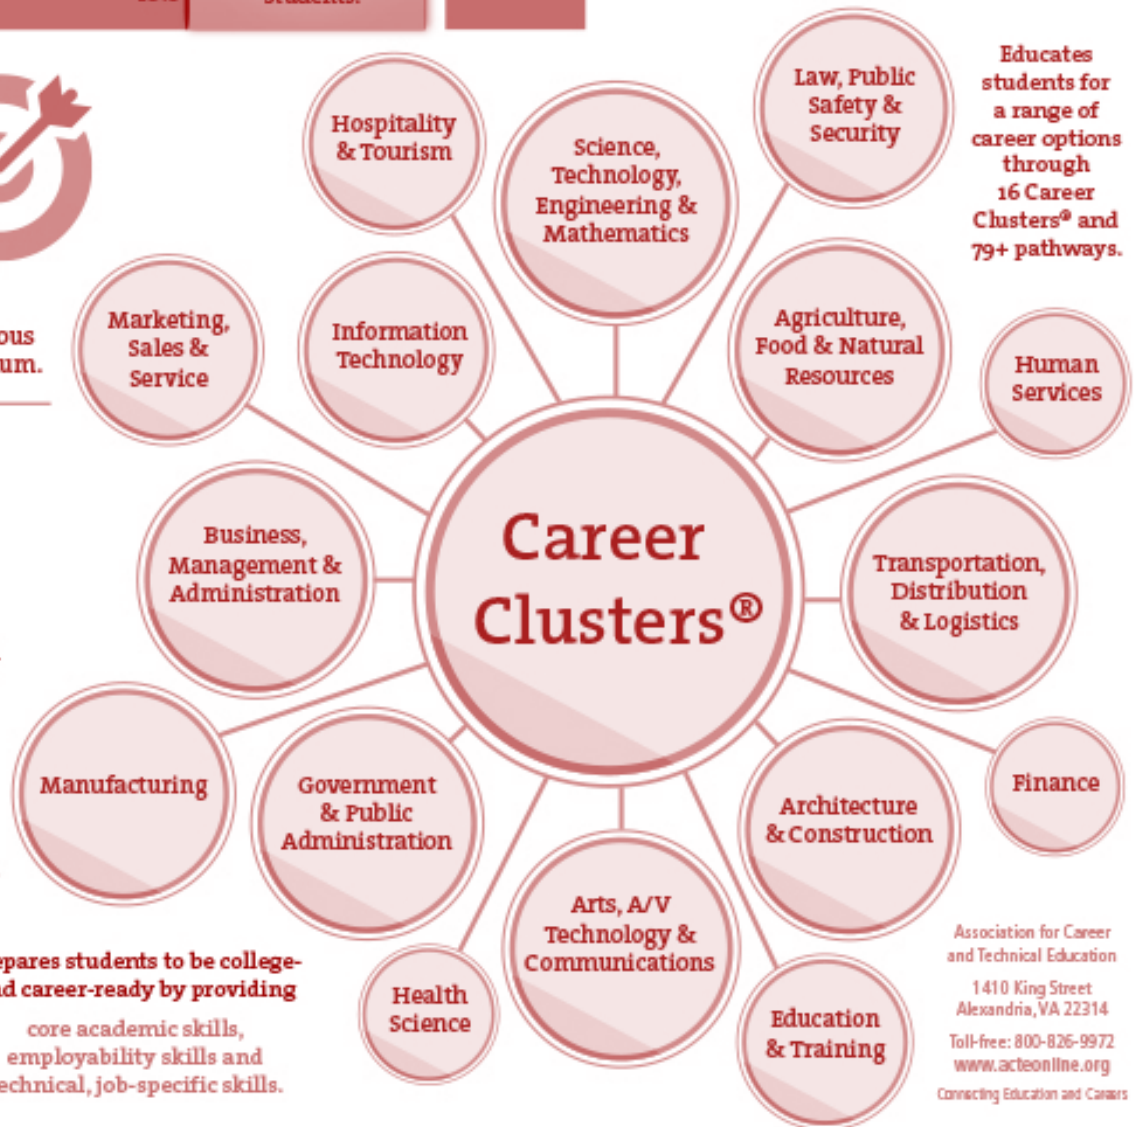 students.
Educates
students for
a range of
career options
through
16 Career
Clusters® and
79+ pathways.
Law, Public
Safety &
Security
Hospitality
& Tourism
Science,
Technology,
Engineering &
Mathematics
Marketing,
Sales &
Service
Information
Technology
Agriculture,
Food & Natural
Resources
Human
Services
ous
um.
Business,
Management &
Administration
Career
Clusters®
Transportation,
Distribution
& Logistics
Manufacturing
Government
& Public
Administration
Architecture
& Construction
Finance
Arts, A/V
Technology &
Communications
Health
Science
Education
& Training
epares students to be college-
nd career-ready by providing
core academic skills,
employability skills and
echnical, job-specific skills.
Association for Career
and Technical Education
1410 King Street
Alexandria, VA 22314
Toll-free: 800-826-9972
www.acteonline.org
Connecting Education and Careers